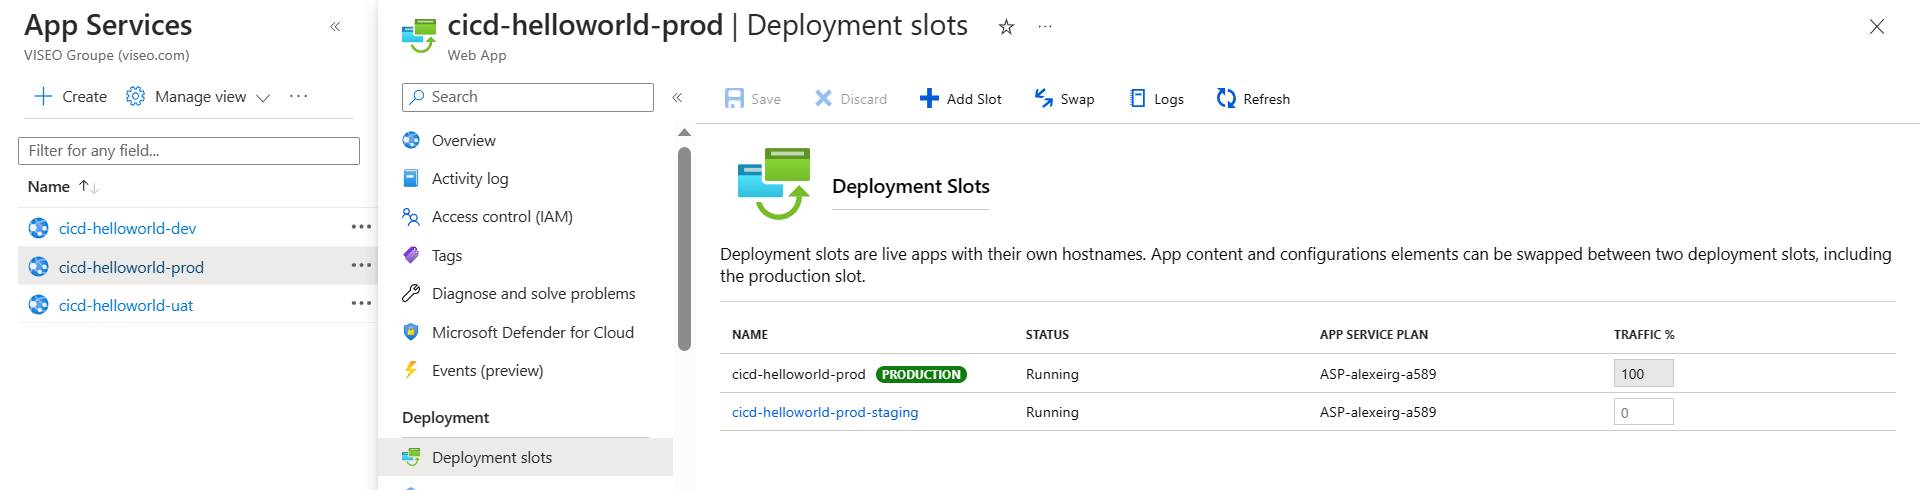 App Services
VISEO Groupe (viseo.com)
Create Manage view ...
Filter for any field...
Name
cicd-helloworld-dev
cicd-helloworld-prod
cicd-helloworld-uat
cicd-helloworld-prod | Deployment slots
Web App
Search
Overview
Activity log
Access control (IAM)
Tags
Diagnose and solve problems
Microsoft Defender for Cloud
Events (preview)
Deployment
Deployment slots
Save Discard Add Slot Swap Logs Refresh
Deployment Slots
Deployment slots are live apps with their own hostnames. App content and configurations elements can be swapped between two deployment slots, including
the production slot.
NAME STATUS APP SERVICE PLAN TRAFFIC %
cicd-helloworld-prod PRODUCTION Running ASP-alexeirg-a589 100
cicd-helloworld-prod-staging Running ASP-alexeirg-a589 0